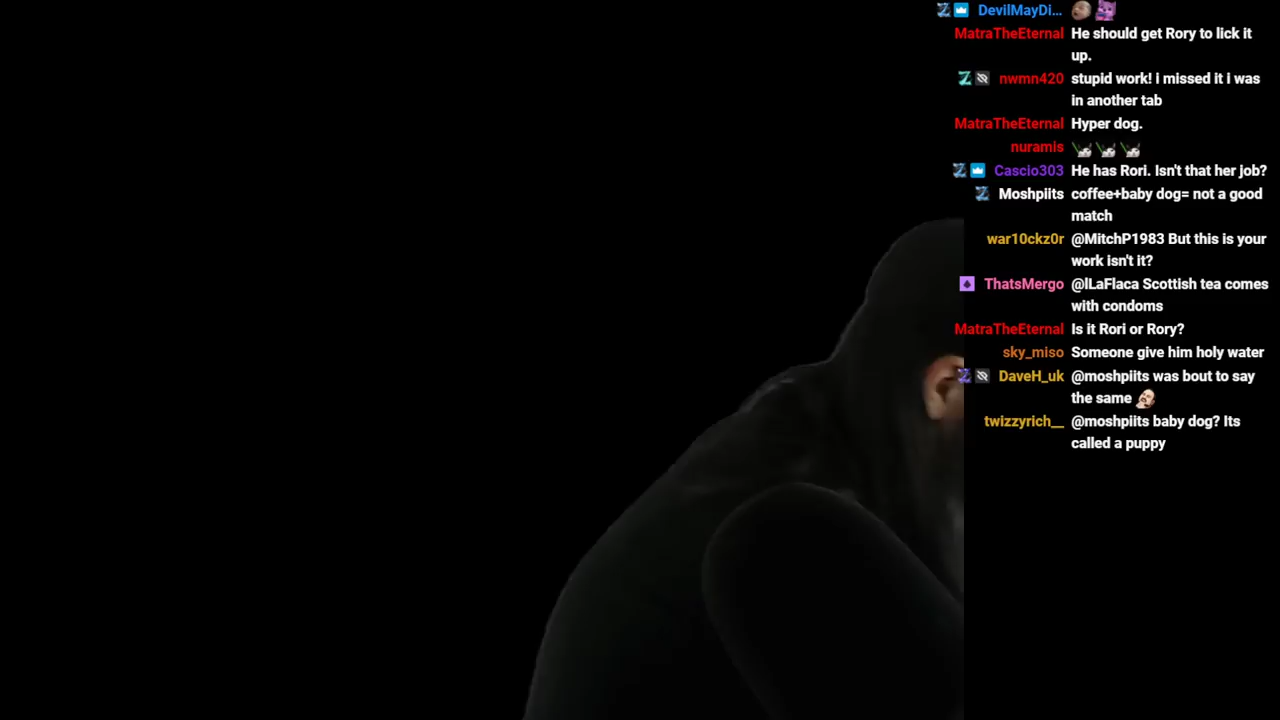 DevilMayDi...
MatraTheEternal He should get Rory to lick it
up.
nwmn420 stupid work! i missed it i was
in another tab
MatraTheEternal Hyper dog.
nuramis
Cascio303 He has Rori. Isn't that her job?
Moshpiits coffee+baby dog= not a good
match
war10ckz0r @MitchP1983 But this is your
work isn't it?
ThatsMergo @lLaFlaca Scottish tea comes
with condoms
MatraTheEternal Is it Rori or Rory?
sky_miso Someone give him holy water
DaveH_uk @moshpiits was bout to say
the same
twizzyrich__ @moshpiits baby dog? Its
called a puppy